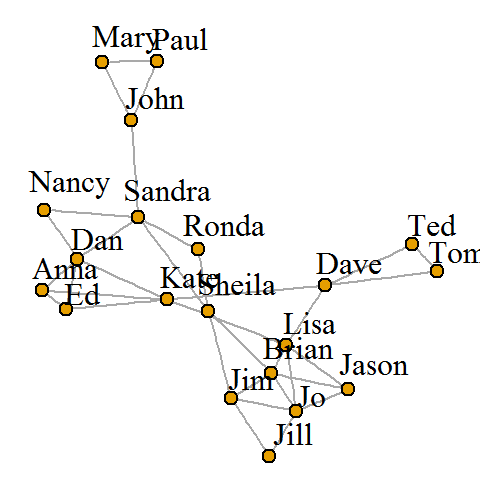 Mary
Paul
John
Nancy
Sandra
Ronda
Ted
Dan
Tom
Anna
Kate
Dave
Ed
Sheila
Lisa
Brian
Jason
Jim
Jo
Jill